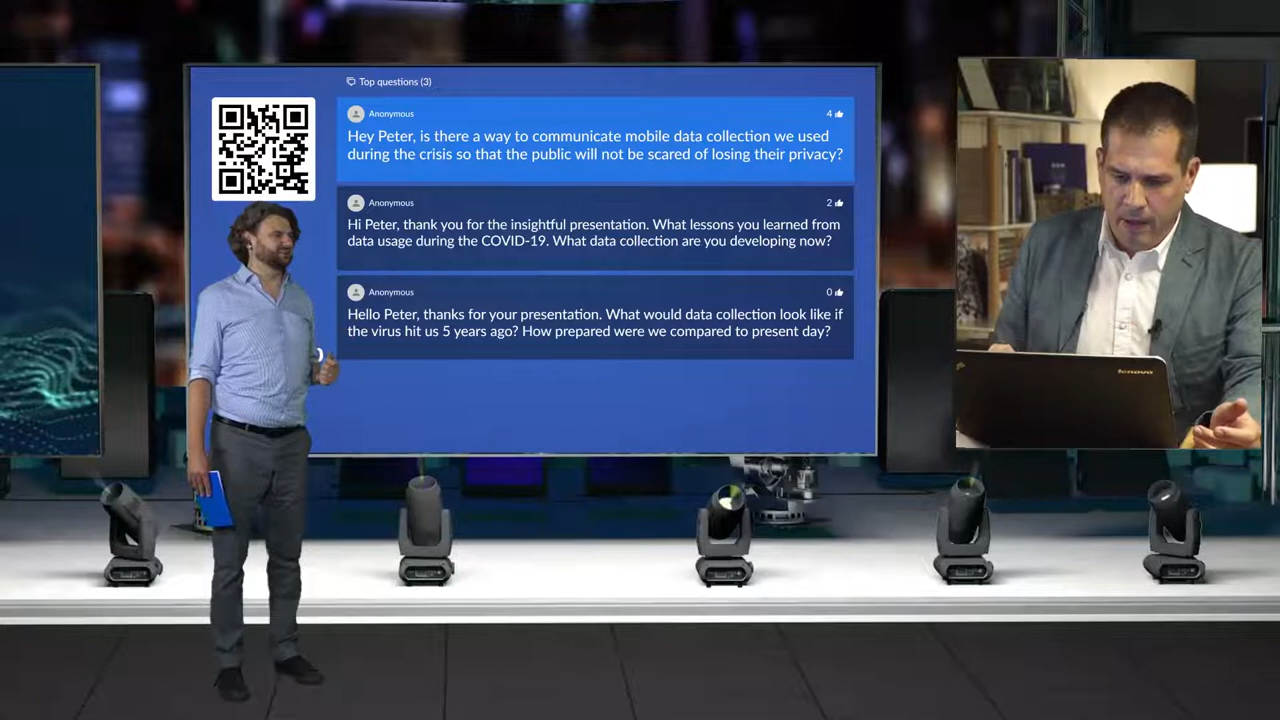 Top questions (3)
Anonymous
4
Hey Peter, is there a way to communicate mobile data collection we used
during the crisis so that the public will not be scared of losing their privacy?
Anonymous
2
Hi Peter, thank you for the insightful presentation. What lessons you learned from
data usage during the COVID-19. What data collection are you developing now?
Anonymous
0
Hello Peter, thanks for your presentation. What would data collection look like if
the virus hit us 5 years ago? How prepared were we compared to present day?
lenovo